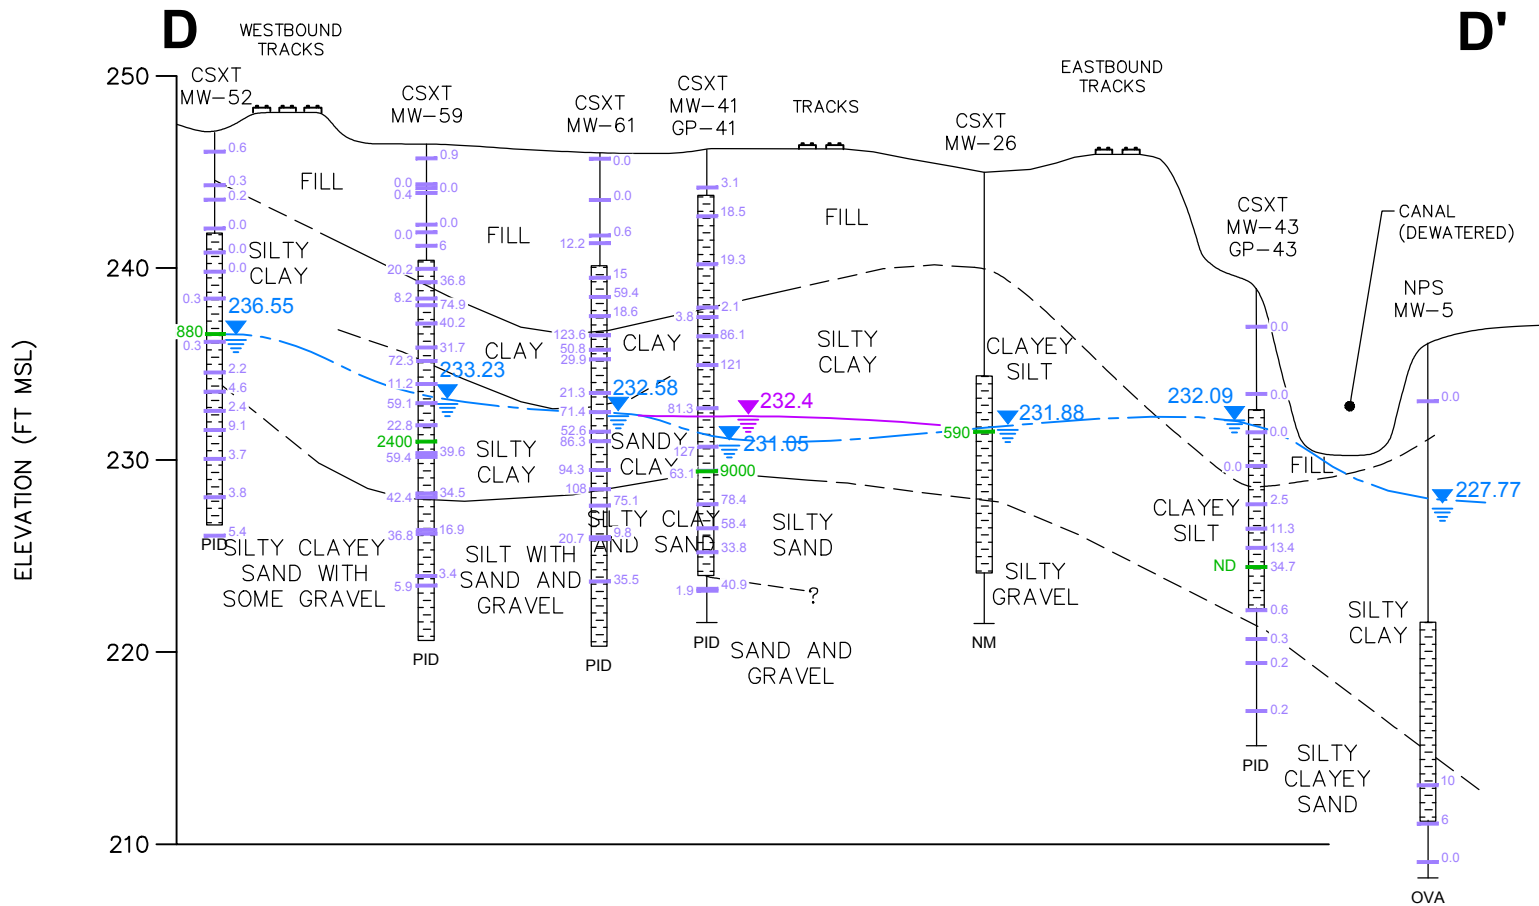 D
D'
WESTBOUND
TRACKS
250
CSXT
MW-52
CSXT
MW-59
CSXT
MW-61
CSXT
MW-41
GP-41
TRACKS
CSXT
MW-26
EASTBOUND
TRACKS
CSXT
MW-43
GP-43
CANAL
(DEWATERED)
NPS
MW-5
ELEVATION (FT MSL)
240
230
220
210
0.6
0.3
0.2
0.0
0.0
0.0
0.3
880
0.3
2.2
4.6
2.4
9.1
3.7
3.8
5.4
PID
236.55
FILL
SILTY
CLAY
SILTY CLAYEY
SAND WITH
SOME GRAVEL
0.9
0.0
0.0
0.4
0.0
0.0
6
20.2
36.8
8.2
74.9
40.2
31.7
72.3
11.2
59.1
22.8
2400
39.6
59.4
34.5
42.4
16.9
36.8
3.4
5.9
PID
233.23
FILL
CLAY
SILTY
CLAY
SILT WITH
SAND AND
GRAVEL
0.0
0.0
0.6
12.2
15
59.4
18.6
123.6
50.8
29.9
21.3
71.4
52.6
86.3
94.3
108
75.1
9.8
20.7
35.5
PID
232.58
CLAY
SANDY
CLAY
SILTY CLAY
AND SAND
3.1
18.5
19.3
2.1
3.8
86.1
121
81.3
127
63.1
9000
78.4
58.4
33.8
40.9
1.9
PID
232.4
231.05
FILL
SILTY
CLAY
SILTY
SAND
?
SAND AND
GRAVEL
590
NM
231.88
CLAYEY
SILT
SILTY
GRAVEL
0.0
0.0
0.0
0.0
2.5
11.3
13.4
ND
34.7
0.6
0.3
0.2
0.2
PID
232.09
FILL
CLAYEY
SILT
SILTY
CLAYEY
SAND
0.0
227.77
SILTY
CLAY
10
6
0.0
OVA